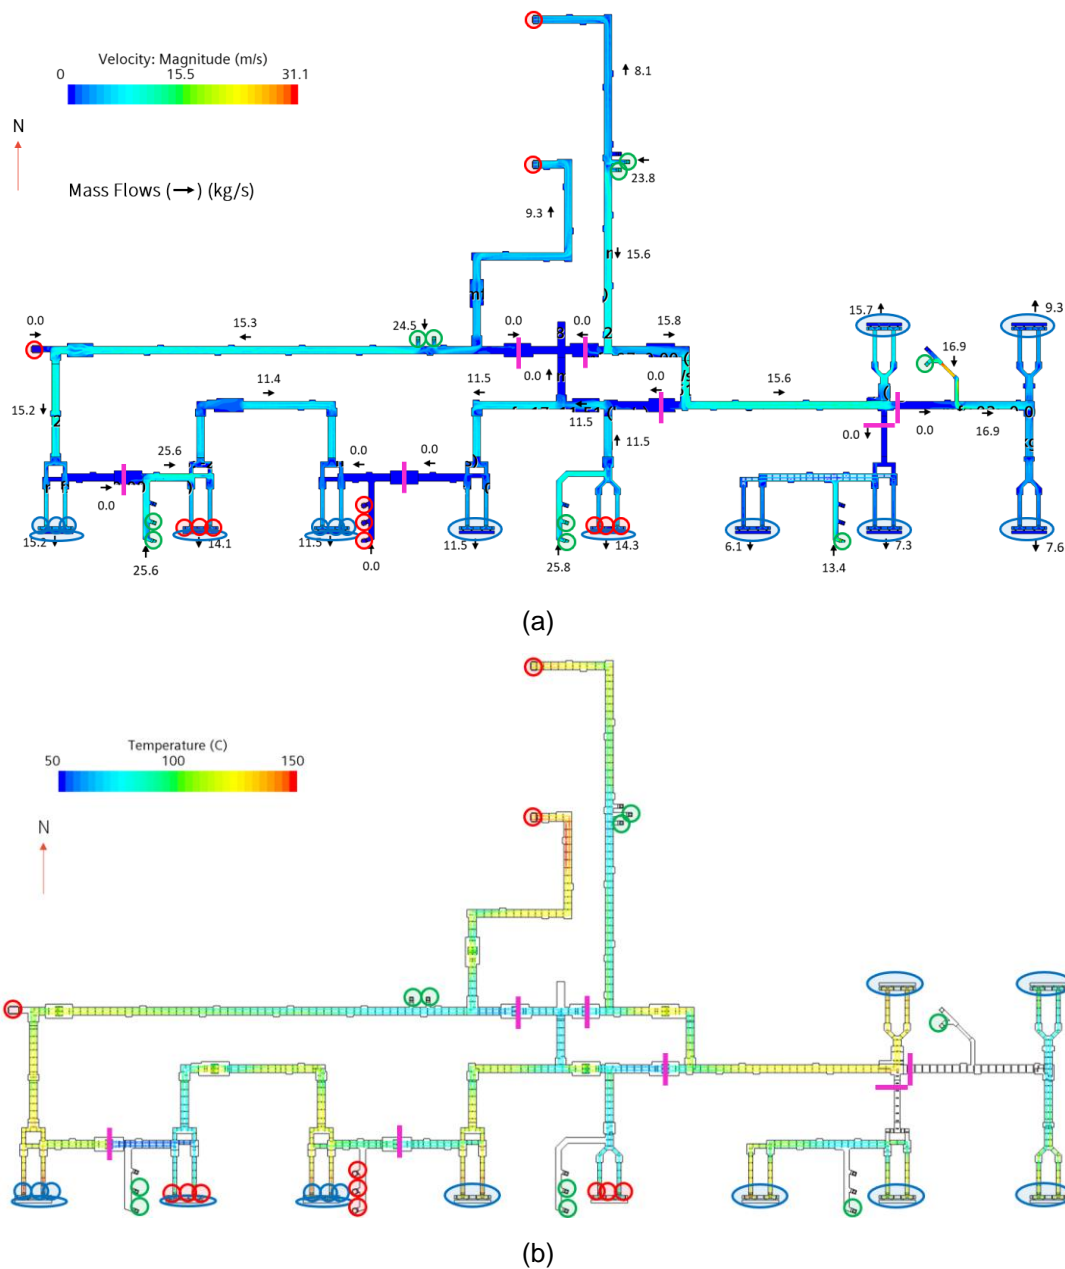 Velocity: Magnitude (m/s)
0 15.5 31.1
N
Mass Flows (→) (kg/s)
8.1
23.8
9.3
15.6
0.0 15.3 24.5 0.0 0.0 15.8 15.7 9.3
16.9
11.4 11.5 0.0 0.0 15.6
15.2 11.5 0.0 16.9
25.6 0.0 0.0 11.5 0.0
0.0
15.2 14.1 11.5 11.5 14.3 6.1 7.3 7.6
25.6 0.0 25.8 13.4
(a)
Temperature (C)
50 100 150
N
(b)